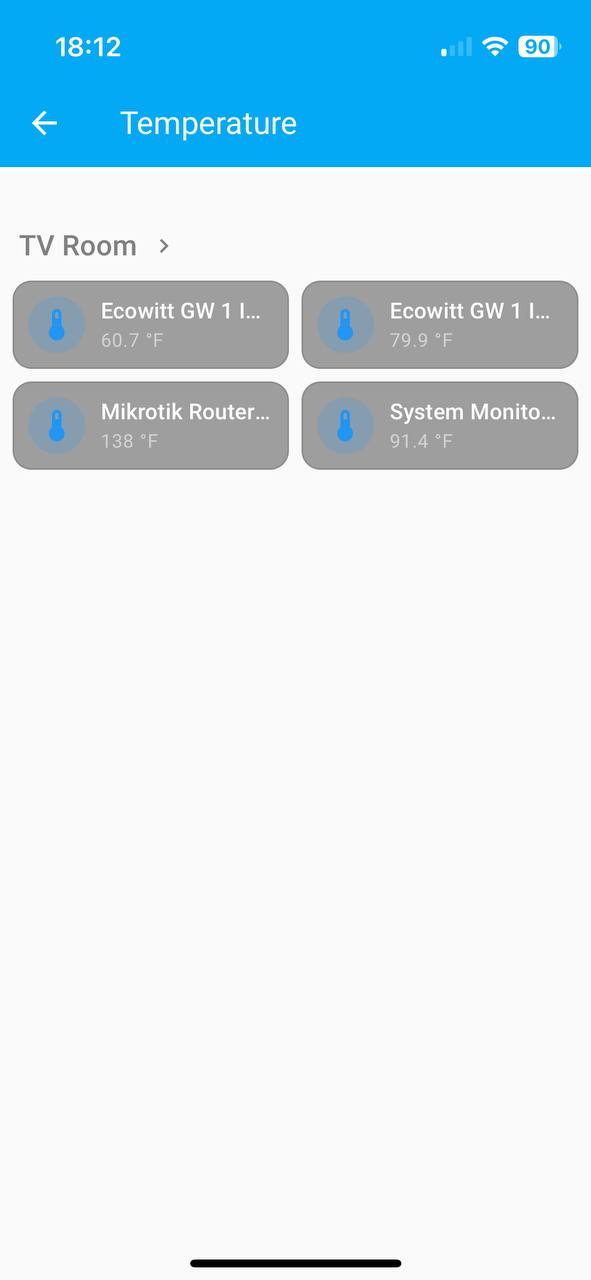 18:12
90
Temperature
TV Room
Ecowitt GW 1 I...
60.7 °F
Ecowitt GW 1 I...
79.9 °F
Mikrotik Router...
138 °F
System Monito...
91.4 °F